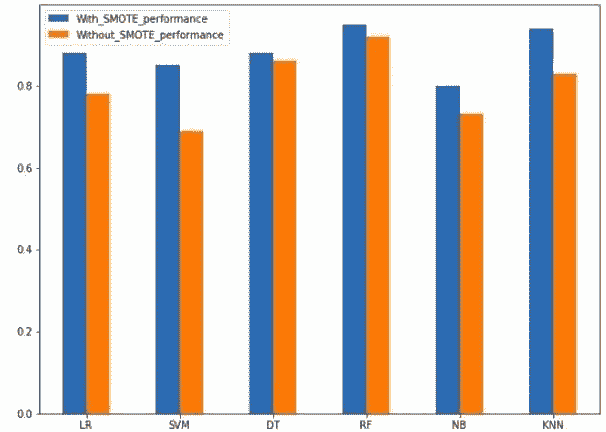 With_SMOTE_performance
Without_SMOTE_performance
0.8
0.6
0.4
0.2
0.0
LR SVM DT RF NB KNN